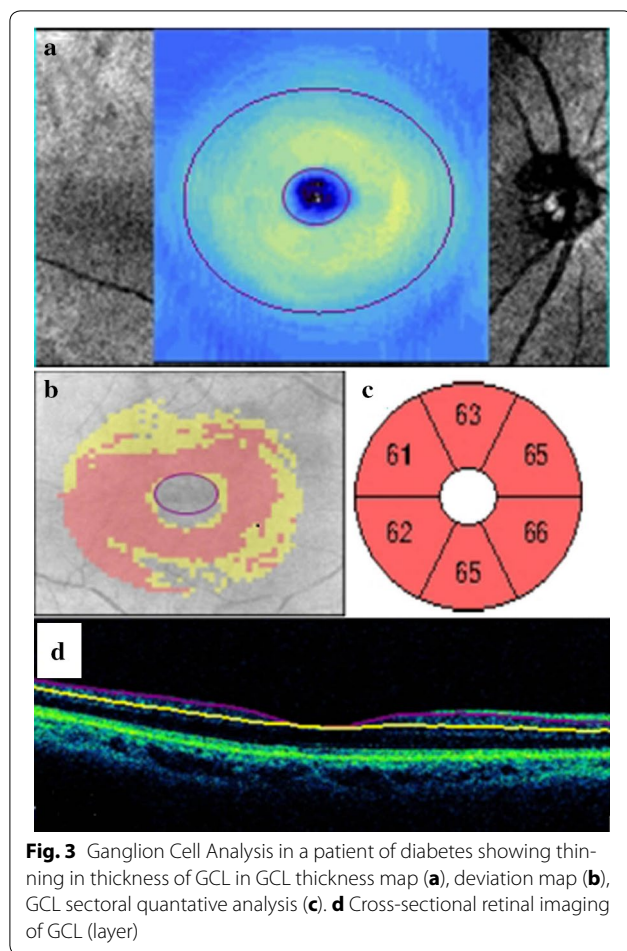 a
b
c
63
61
65
62
66
65
d
Fig. 3 Ganglion Cell Analysis in a patient of diabetes showing thin-
ning in thickness of GCL in GCL thickness map (a), deviation map (b),
GCL sectoral quantative analysis (c). d Cross-sectional retinal imaging
of GCL (layer)